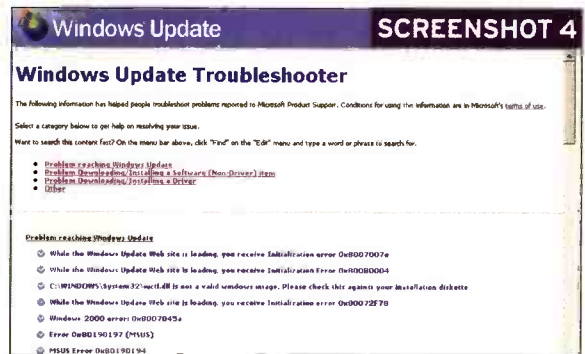 Windows Update
SCREENSHOT 4
Windows Update Troubleshooter
The following information has helped people troubleshoot problems reported to Microsoft Product Support. Conditions for using this information are in Microsoft's terms of use.
Select a category below to get help on resolving your issue.
Want to search this content fast? On the menu bar above, click "Find" on the "Edit" menu and type a word or phrase to search for.
Problem reaching Windows Update
Problem Downloading/Installing a Software (Non-Driver) item
Problem Downloading/Installing a Driver
Other
Problem reaching Windows Update
While the Windows Update Web site is loading, you receive Initialization error 0x8007007e
While the Windows Update Web site is loading, you receive Initialization Error 0x800B0004
C:\WINDOWS\System32\iuctl.dll is not a valid windows image. Please check this against your installation diskette
While the Windows Update Web site is loading, you receive Initialization error 0x80072F78
Windows 2000 error: 0x8007045a
Error 0x80190197 (MSUS)
MSUS Error 0x80190194